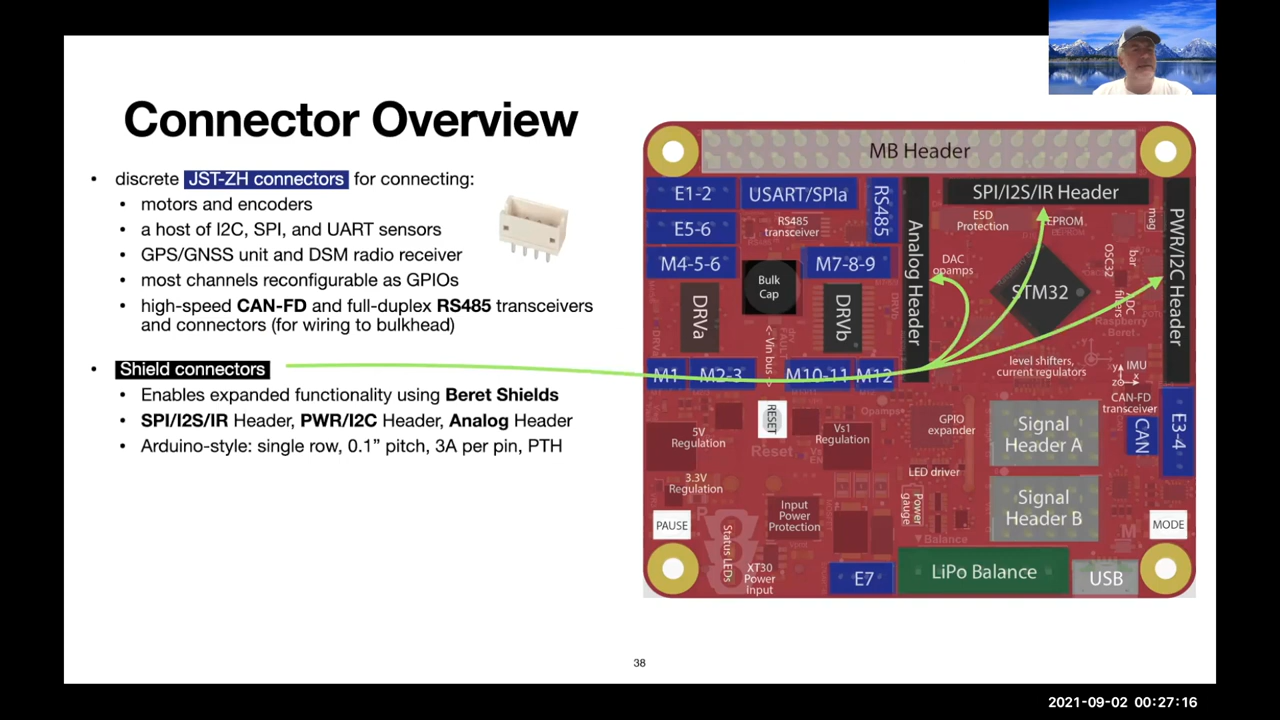 Connector Overview
• discrete JST-ZH connectors for connecting:
• motors and encoders
• a host of I2C, SPI, and UART sensors
• GPS/GNSS unit and DSM radio receiver
• most channels reconfigurable as GPIOs
• high-speed CAN-FD and full-duplex RS485 transceivers
and connectors (for wiring to bulkhead)
• Shield connectors
• Enables expanded functionality using Beret Shields
• SPI/I2S/IR Header, PWR/I2C Header, Analog Header
• Arduino-style: single row, 0.1” pitch, 3A per pin, PTH
MB Header
E1-2
USART/SPIa
RS485
SPI/I2S/IR Header
E5-6
RS485
transceiver
ESD
Protection
EEPROM
mag
PWR/I2C Header
Analog Header
M4-5-6
Bulk
Cap
M7-8-9
DAC
opamps
OSC32
bar
STM32
ADC
filters
Raspberry
Beret
DRVa
DRVb
<-Vin bus->
M1
M2-3
M10-11
M12
level shifters,
current regulators
y
IMU
z
x
CAN-FD
transceiver
RESET
Reset
Opamps
5V
Regulation
Vs1
Regulation
GPIO
expander
Signal
Header A
CAN
E3-4
LED driver
3.3V
Regulation
Power
gauge
Input
Power
Protection
Signal
Header B
PAUSE
MODE
M
Status LEDs
▼Balance
XT30
Power
Input
E7
LiPo Balance
USB
38
2021-09-02 00:27:16